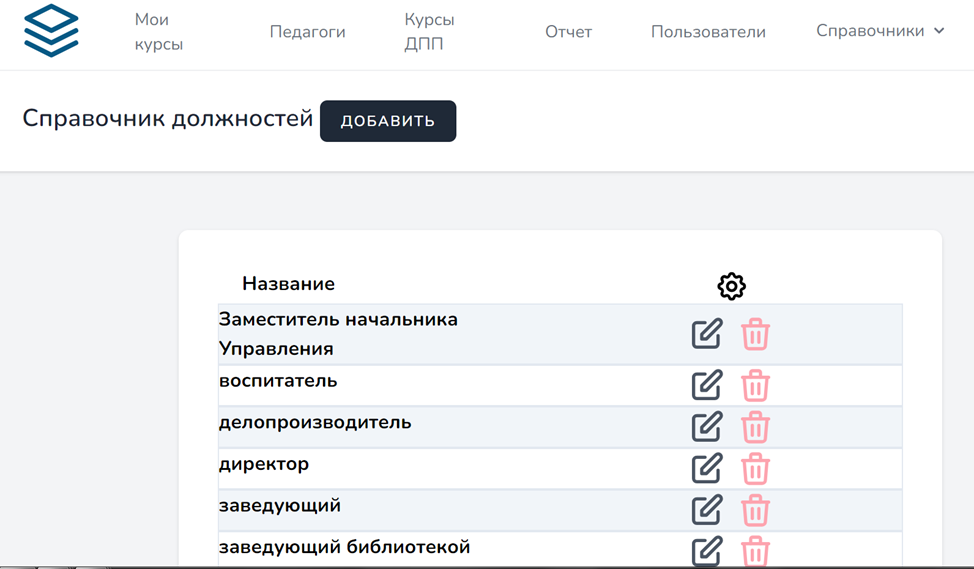 Мои
курсы
Педагоги
Курсы
ДПП
Отчет
Пользователи
Справочники
Справочник должностей
ДОБАВИТЬ
Название
Заместитель начальника
Управления
воспитатель
делопроизводитель
директор
заведующий
заведующий библиотекой